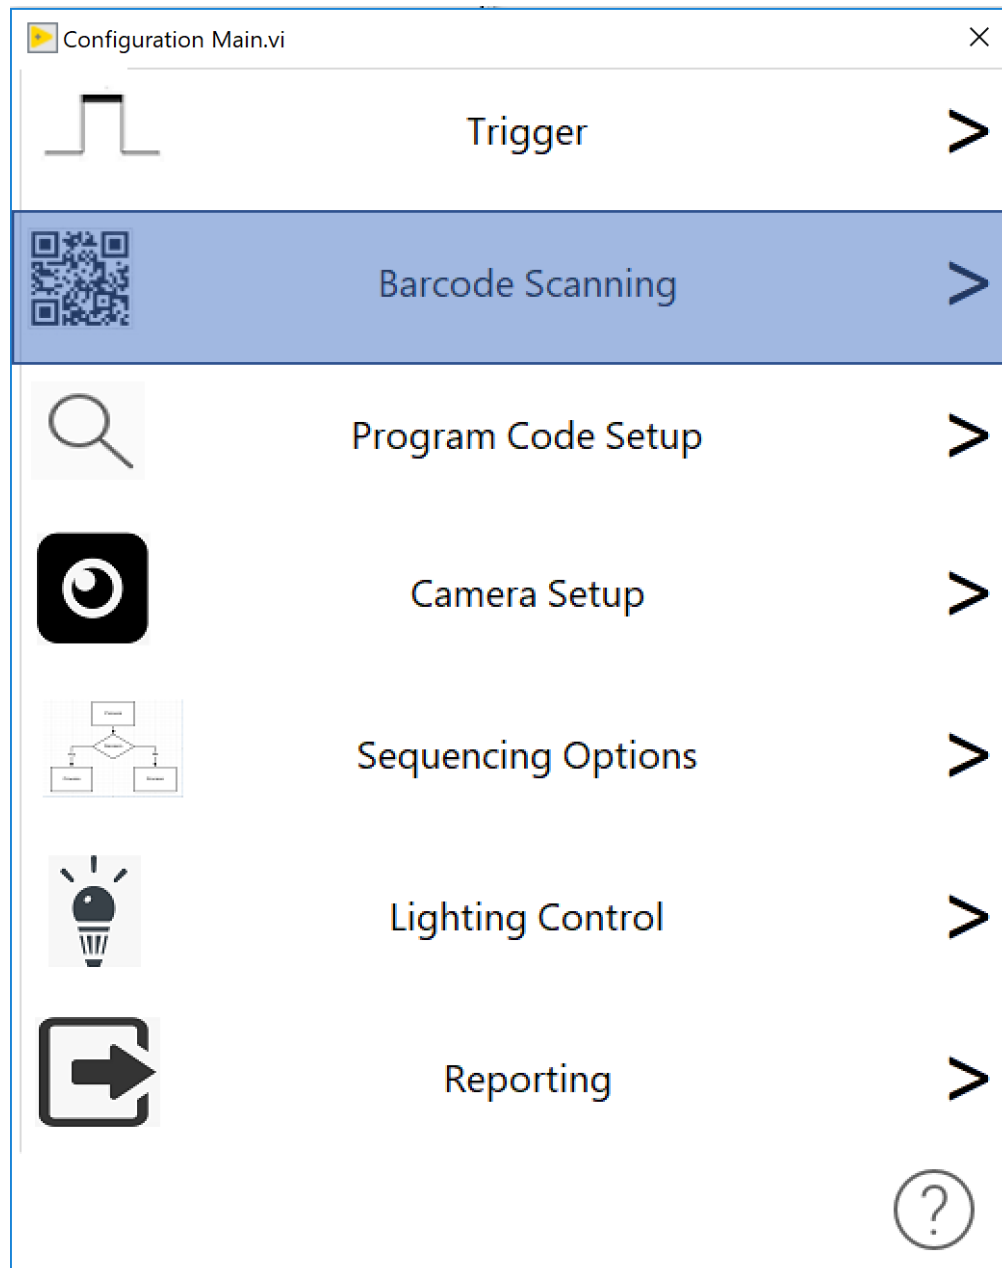 Configuration Main.vi
Trigger
>
Barcode Scanning
>
Program Code Setup
>
Camera Setup
>
Sequencing Options
>
Lighting Control
>
Reporting
>
?